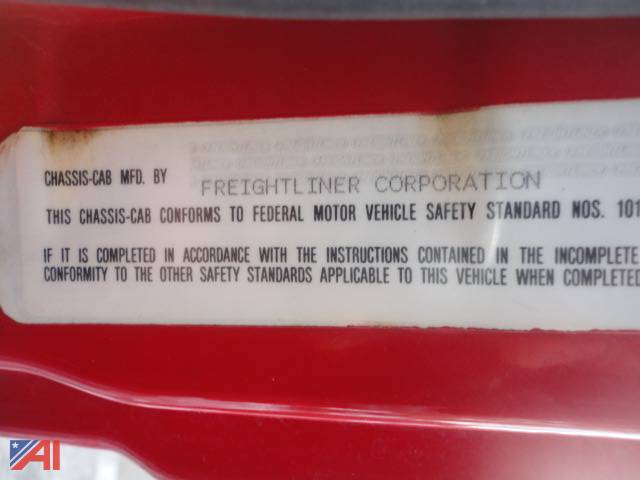 CHASSIS-CAB MFD. BY FREIGHTLINER CORPORATION
THIS CHASSIS-CAB CONFORMS TO FEDERAL MOTOR VEHICLE SAFETY STANDARD NOS. 101
IF IT IS COMPLETED IN ACCORDANCE WITH THE INSTRUCTIONS CONTAINED IN THE INCOMPLETE
CONFORMITY TO THE OTHER SAFETY STANDARDS APPLICABLE TO THIS VEHICLE WHEN COMPLETED
AI